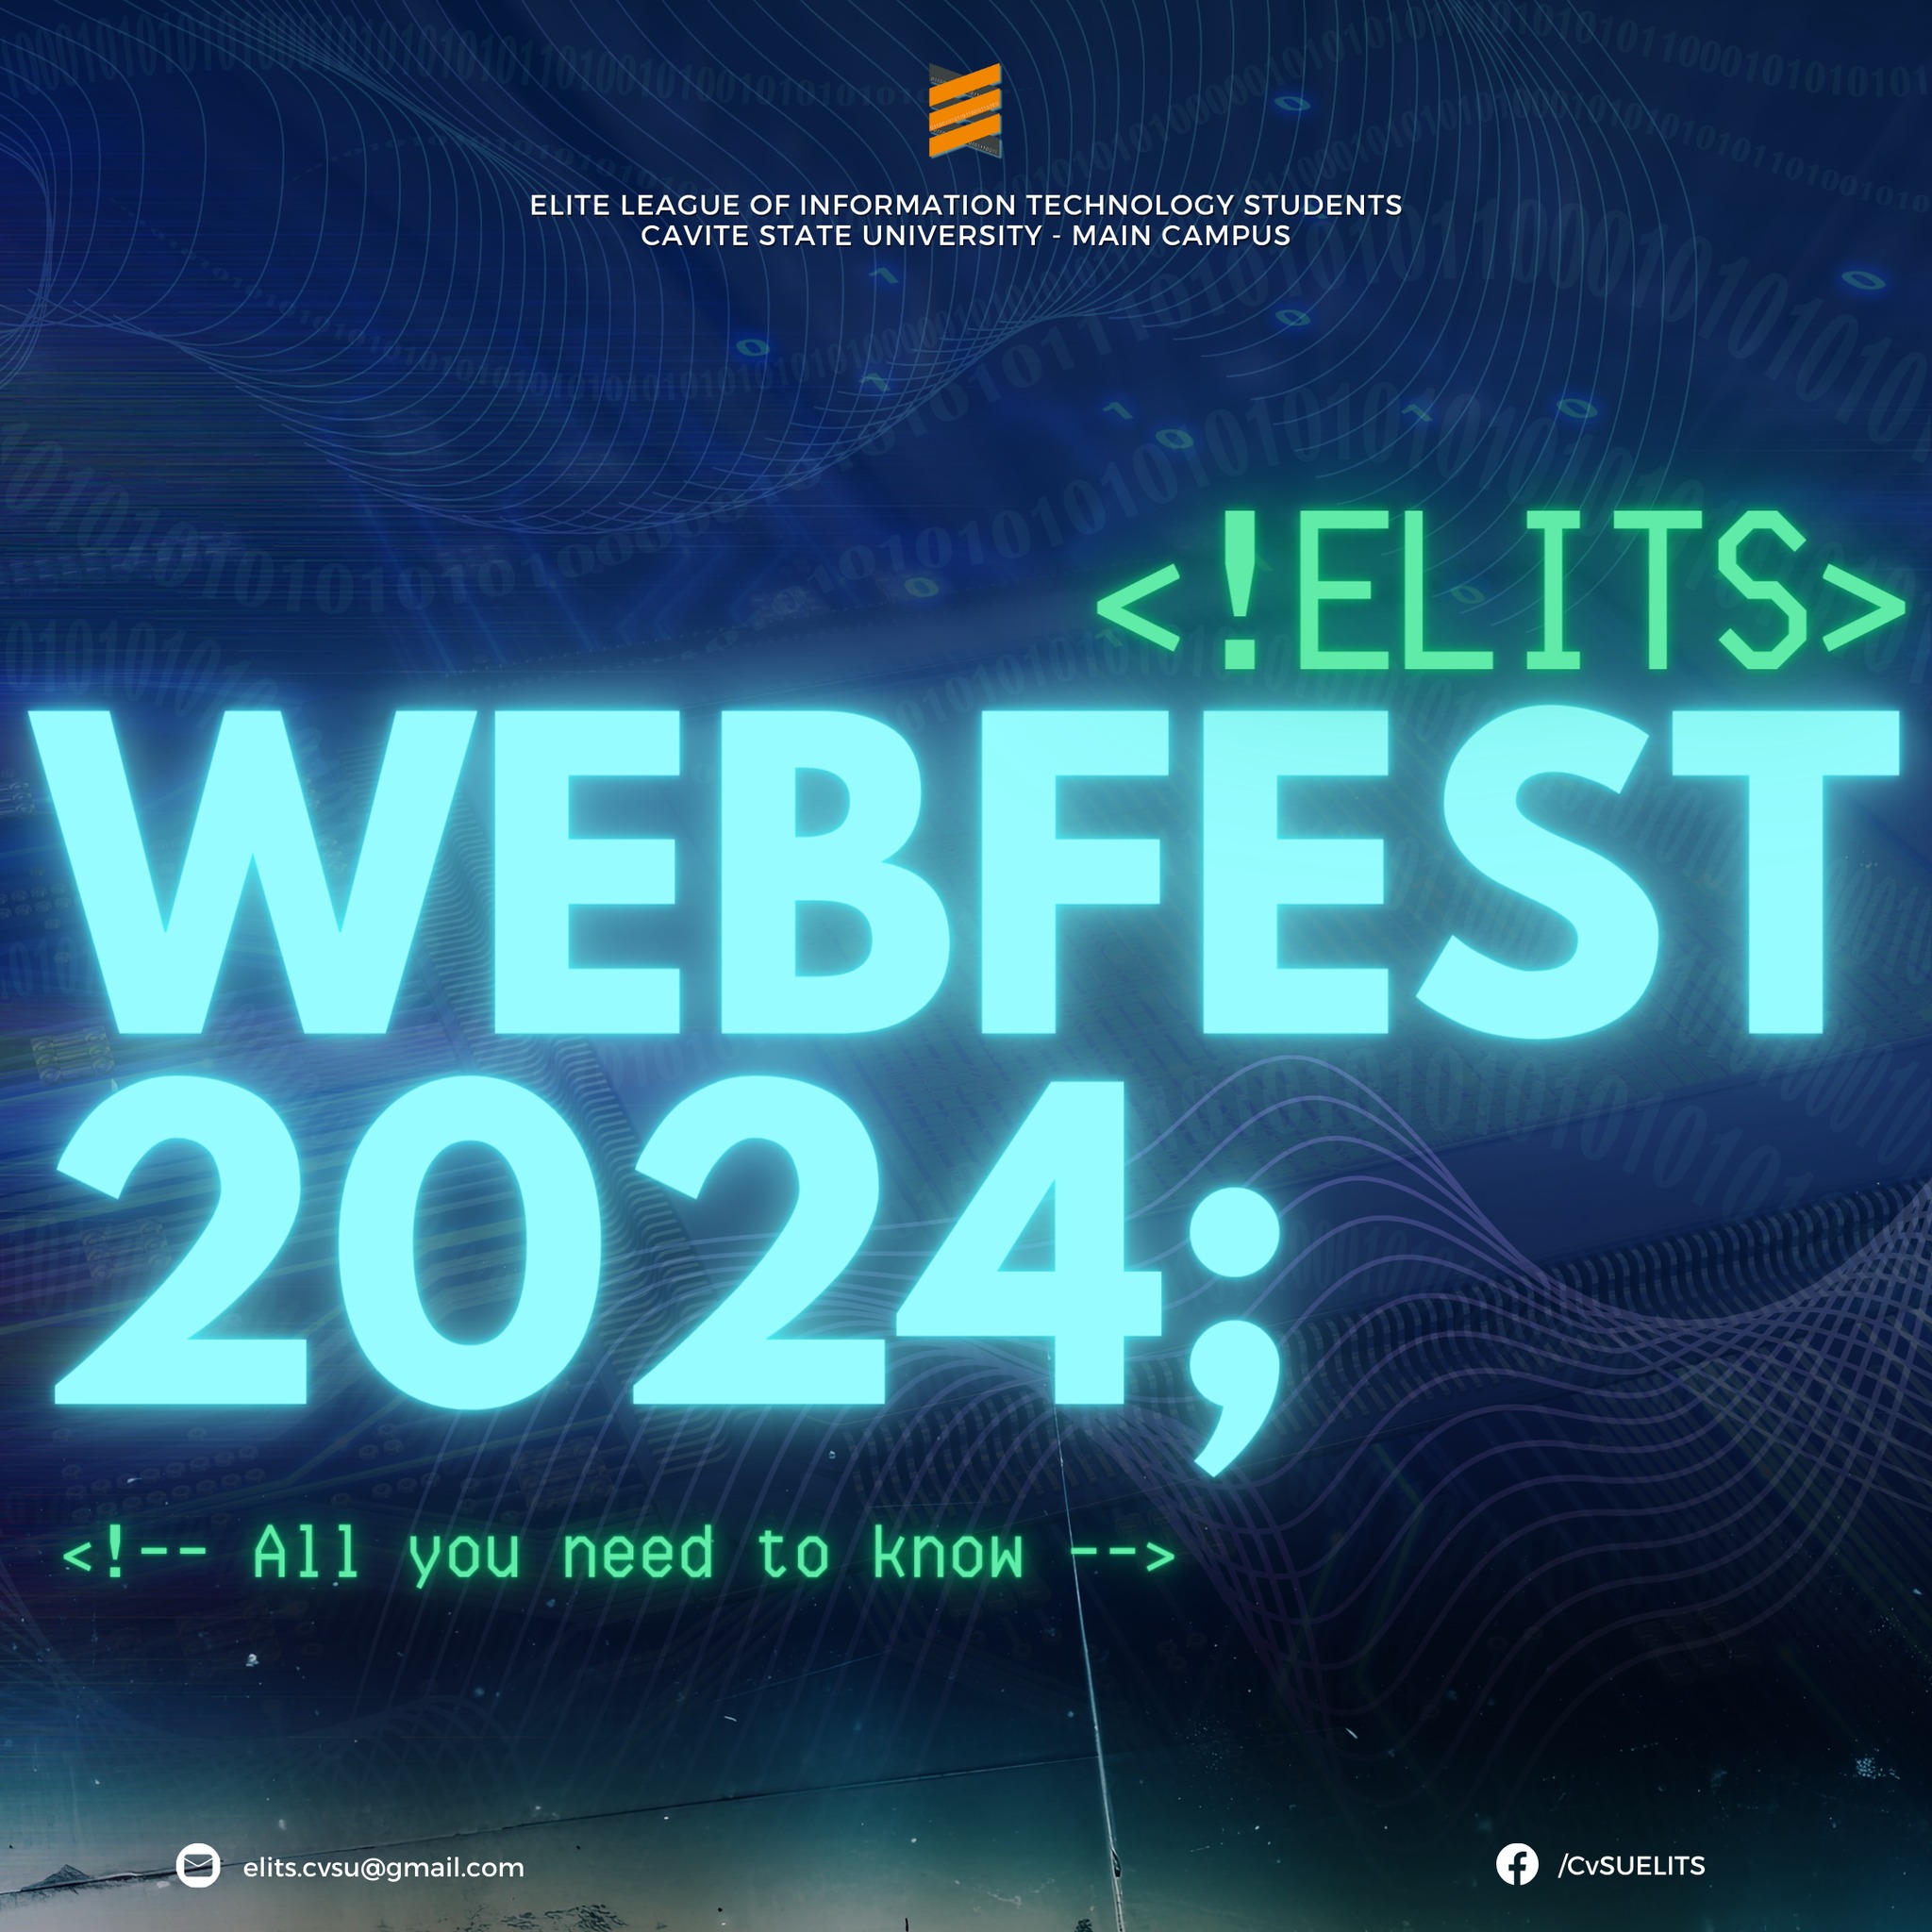 ELITE LEAGUE OF INFORMATION TECHNOLOGY STUDENTS
CAVITE STATE UNIVERSITY - MAIN CAMPUS
<!ELITS>
WEBFEST
2024;
<!-- All you need to know -->
elits.cvsu@gmail.com
/CvSUELITS